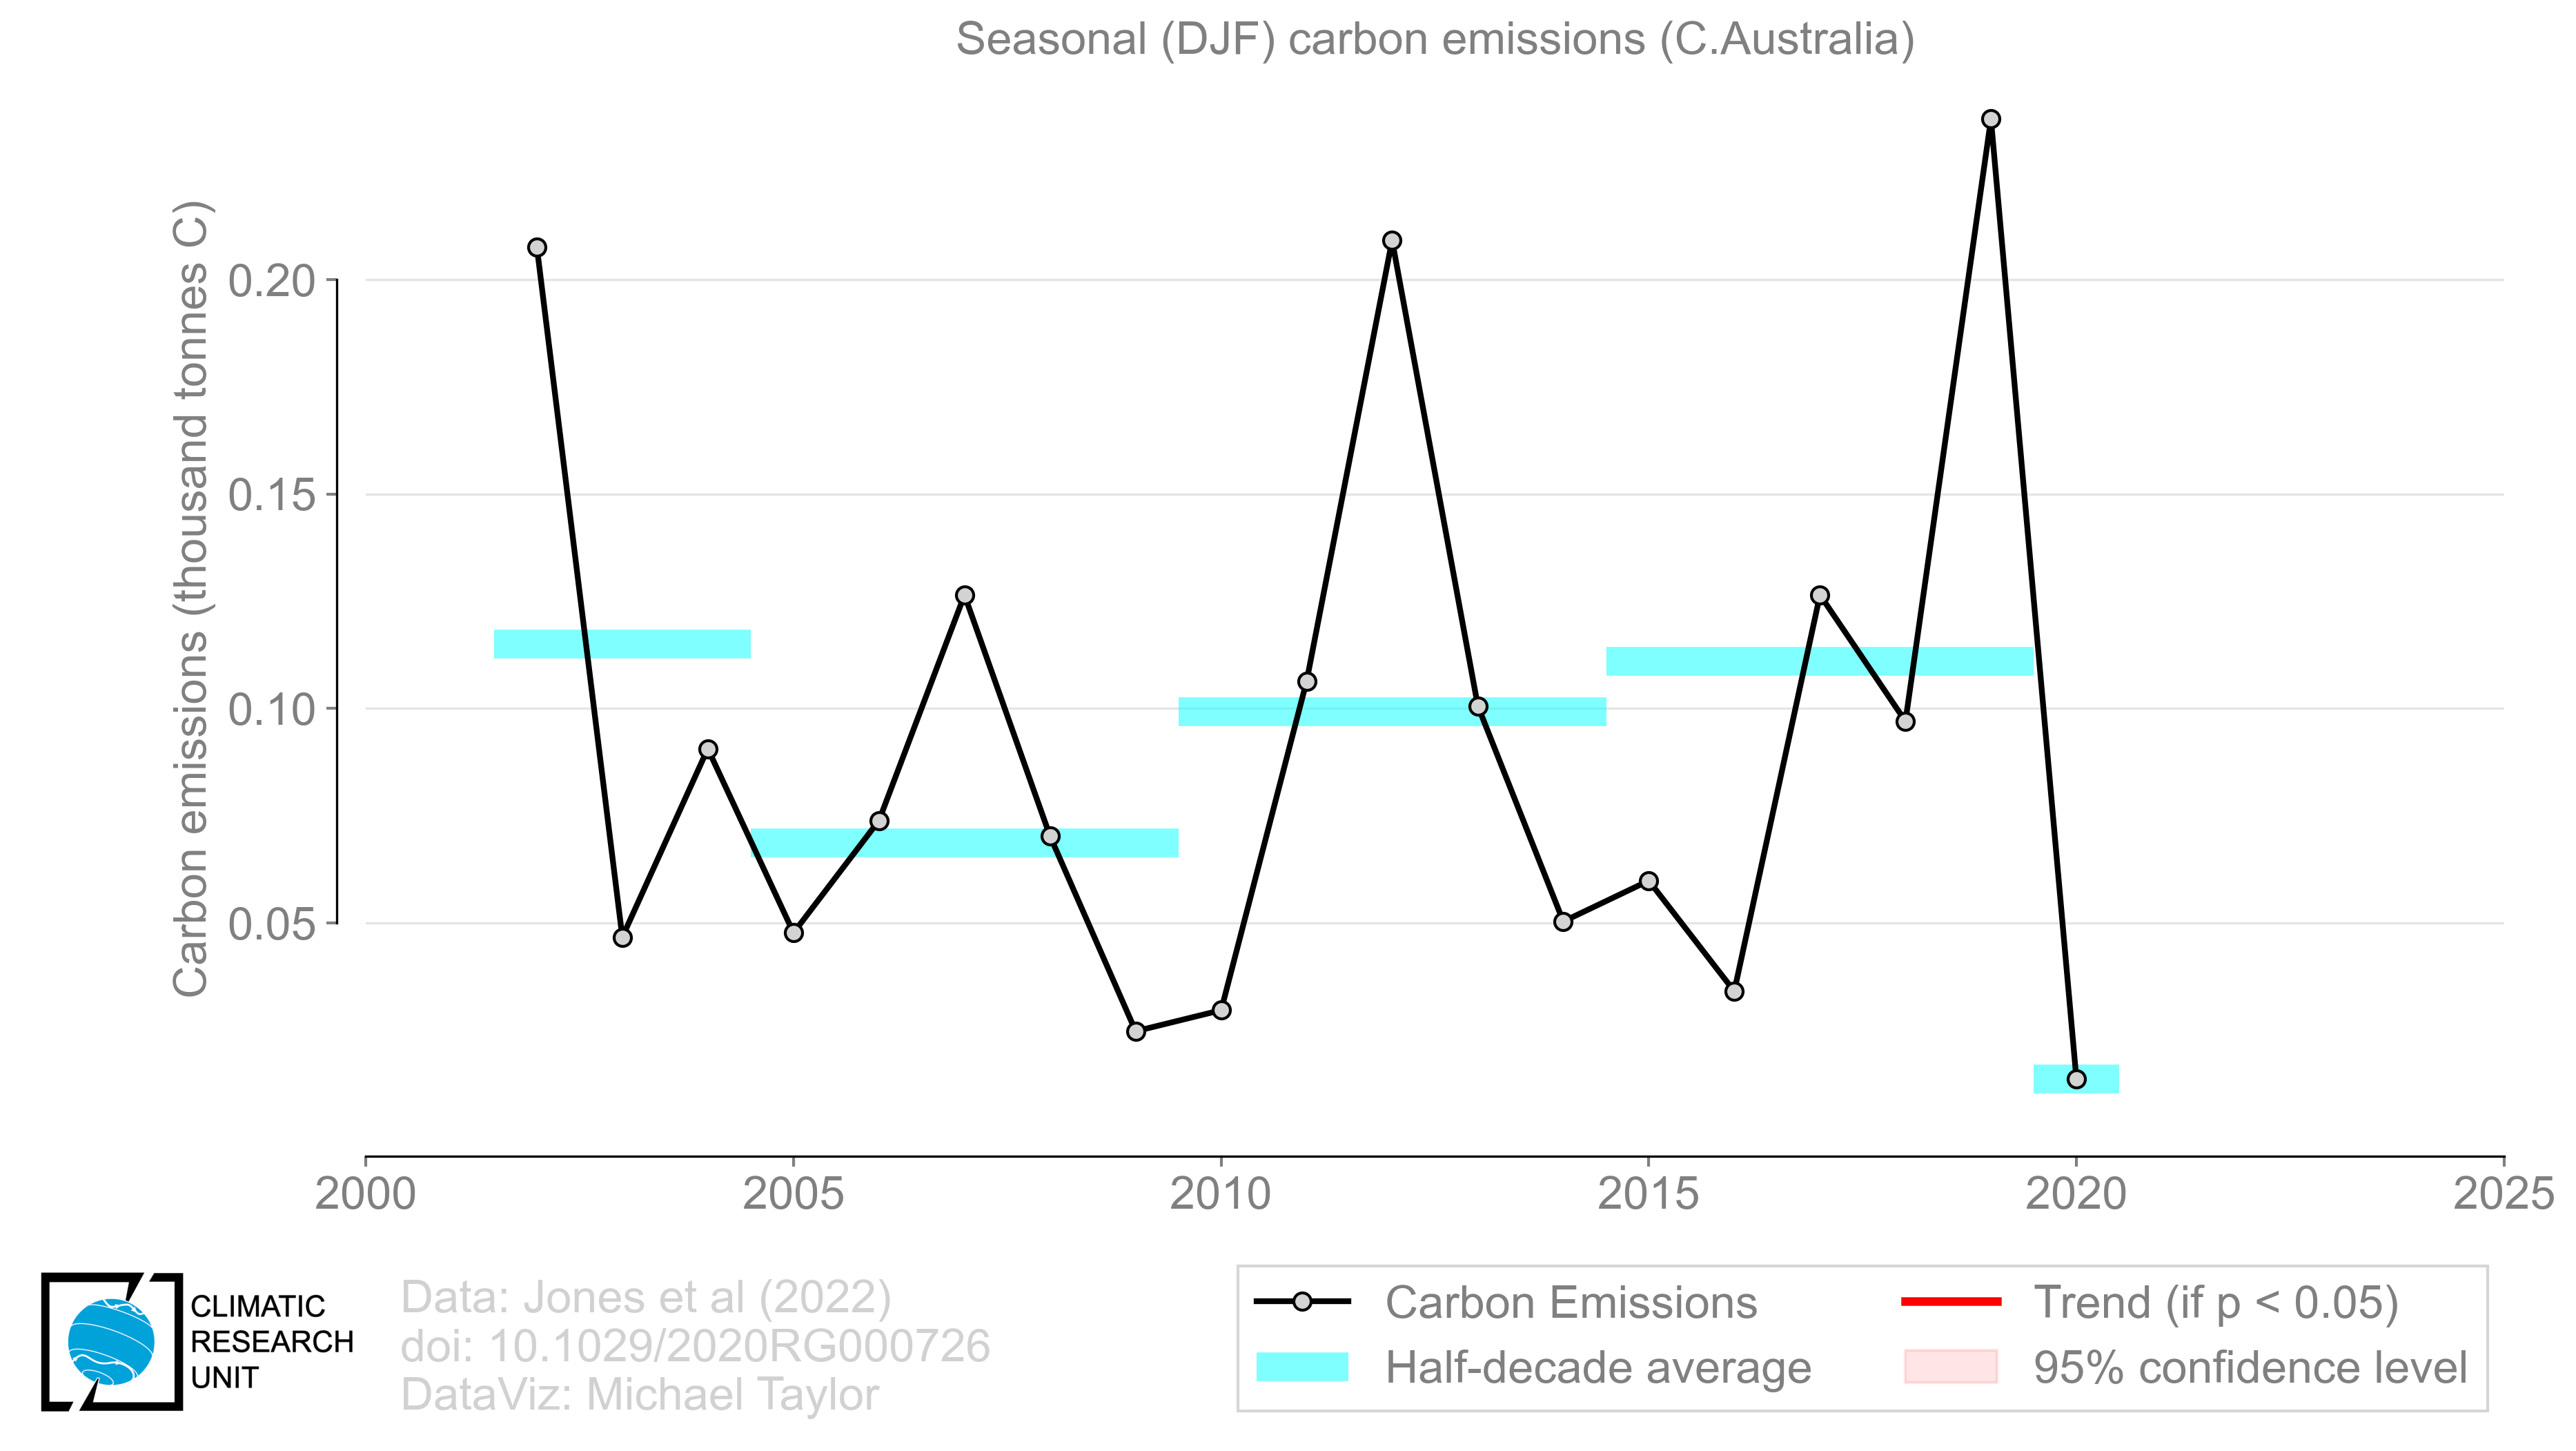 Seasonal (DJF) carbon emissions (C.Australia)
Carbon emissions (thousand tonnes C)
0.20
0.15
0.10
0.05
2000 2005 2010 2015 2020 2025
CLIMATIC
RESEARCH
UNIT
Data: Jones et al (2022)
doi: 10.1029/2020RG000726
DataViz: Michael Taylor
Carbon Emissions
Half-decade average
Trend (if p < 0.05)
95% confidence level